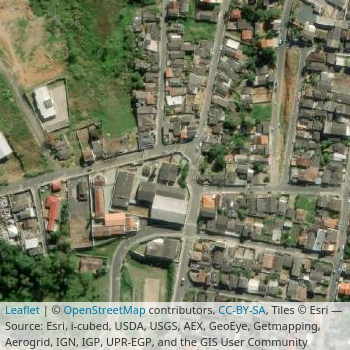 Leaflet | © OpenStreetMap contributors, CC-BY-SA, Tiles © Esri —
Source: Esri, i-cubed, USDA, USGS, AEX, GeoEye, Getmapping,
Aerogrid, IGN, IGP, UPR-EGP, and the GIS User Community